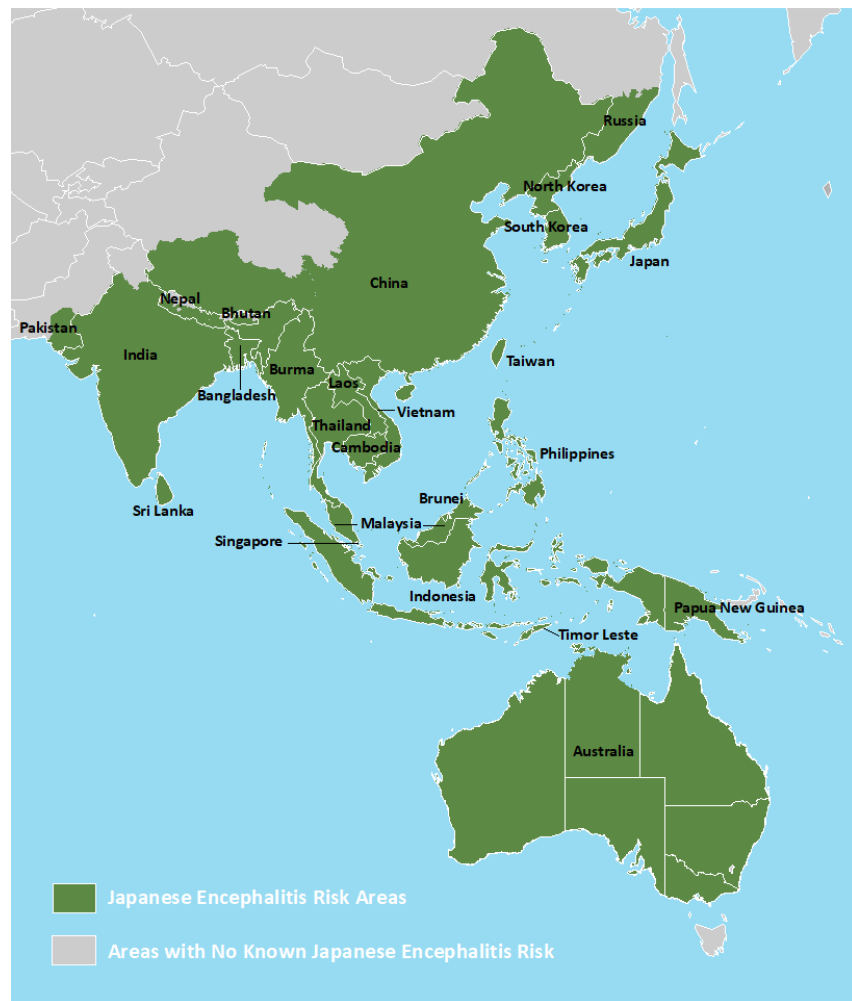 Russia
North Korea
South Korea
Japan
China
Nepal
Bhutan
Pakistan
India
Burma
Taiwan
Laos
Bangladesh
Vietnam
Thailand
Cambodia
Philippines
Brunei
Sri Lanka
Malaysia
Singapore
Indonesia
Papua New Guinea
Timor Leste
Australia
Japanese Encephalitis Risk Areas
Areas with No Known Japanese Encephalitis Risk